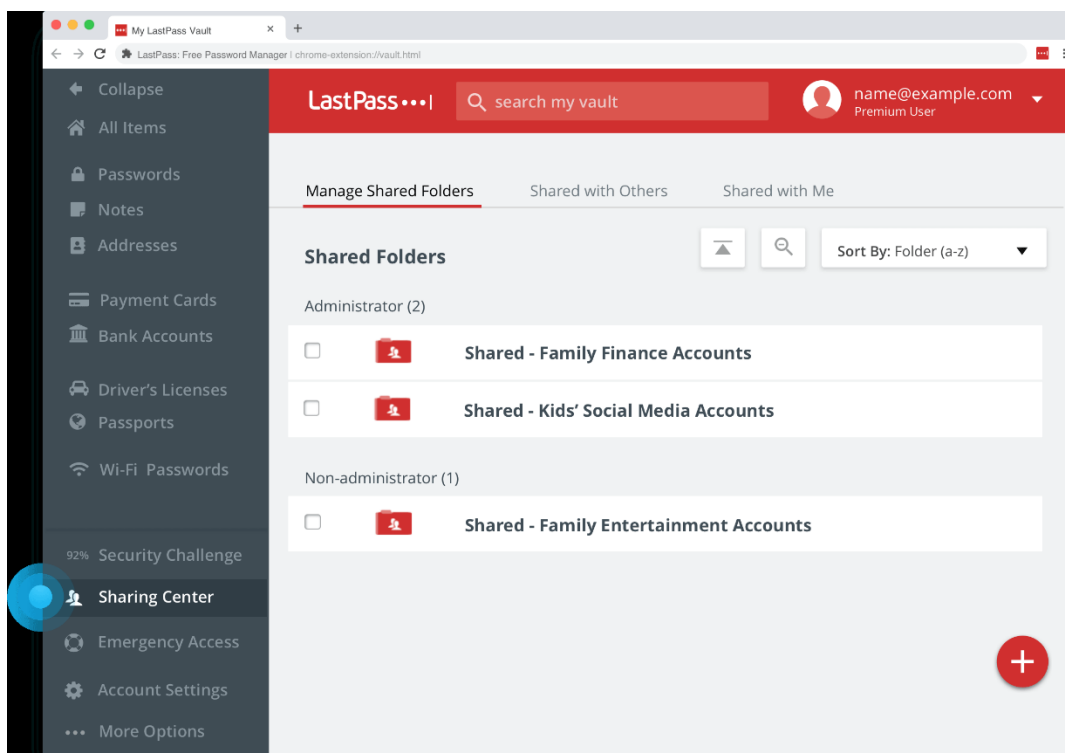 My LastPass Vault
LastPass: Free Password Manager | chrome-extension://vault.html
Collapse
All Items
Passwords
Notes
Addresses
Payment Cards
Bank Accounts
Driver’s Licenses
Passports
Wi-Fi Passwords
92% Security Challenge
Sharing Center
Emergency Access
Account Settings
More Options
LastPass
search my vault
name@example.com
Premium User
Manage Shared Folders
Shared with Others
Shared with Me
Shared Folders
Sort By: Folder (a-z)
Administrator (2)
Shared - Family Finance Accounts
Shared - Kids’ Social Media Accounts
Non-administrator (1)
Shared - Family Entertainment Accounts